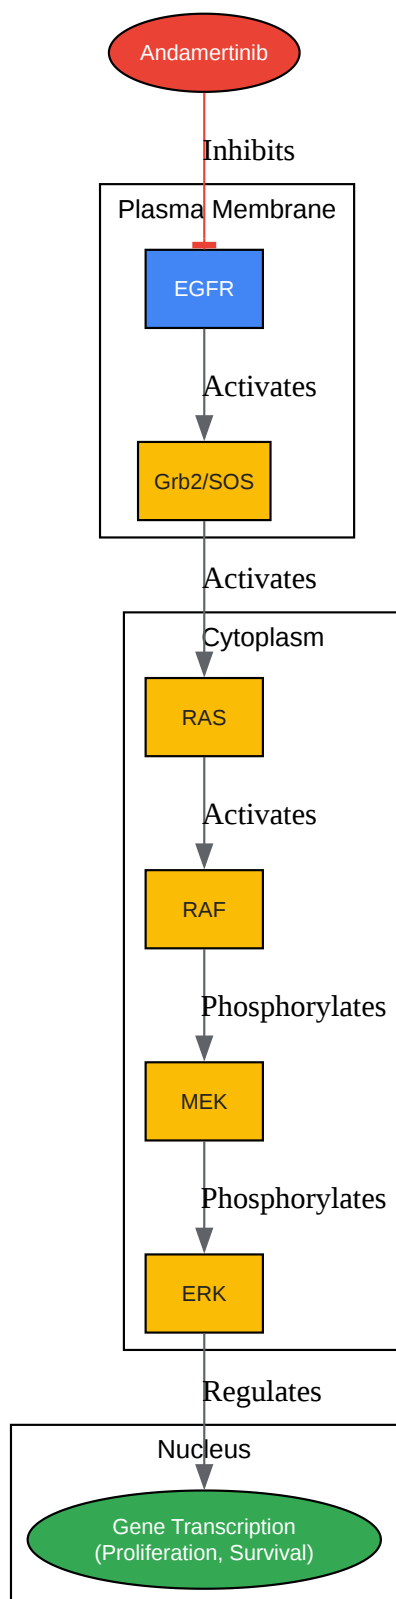 Andamertinib
Inhibits
Plasma Membrane
EGFR
Activates
Grb2/SOS
Activates
Cytoplasm
RAS
Activates
RAF
Phosphorylates
MEK
Phosphorylates
ERK
Regulates
Nucleus
Gene Transcription
(Proliferation, Survival)